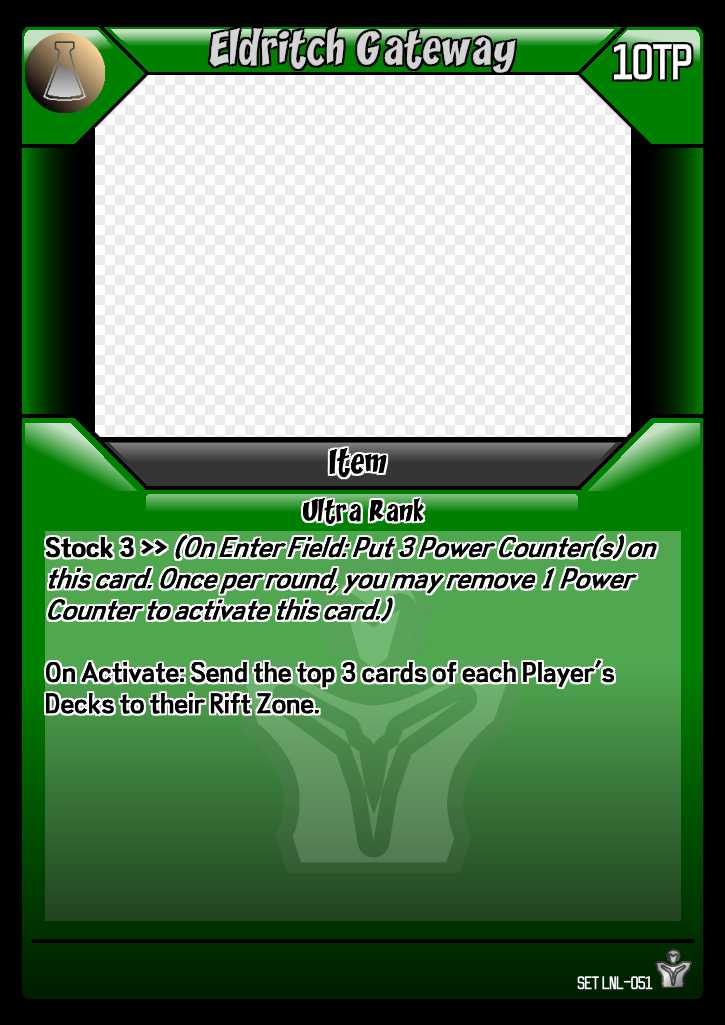 Eldritch Gateway
10TP
Item
Ultra Rank
Stock 3 >> (On Enter Field: Put 3 Power Counter(s) on
this card. Once per round, you may remove 1 Power
Counter to activate this card.)
On Activate: Send the top 3 cards of each Player's
Decks to their Rift Zone.
SET LNL-051